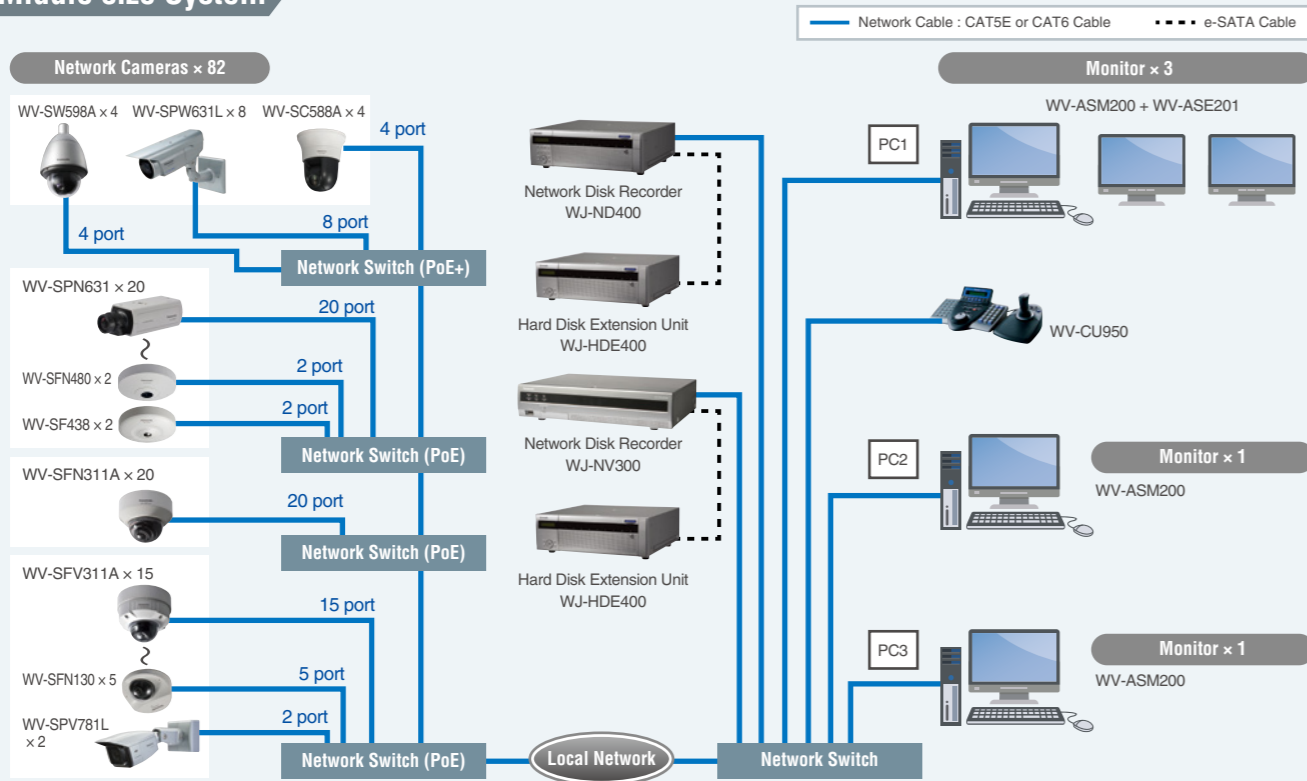 Middle size System
Network Cable : CAT5E or CAT6 Cable
e-SATA Cable
Network Cameras × 82
WV-SW598A × 4
WV-SPW631L × 8
WV-SC588A × 4
4 port
4 port
8 port
Network Switch (PoE+)
WV-SPN631 × 20
20 port
WV-SFN480 × 2
2 port
WV-SF438 × 2
2 port
Network Switch (PoE)
WV-SFN311A × 20
20 port
Network Switch (PoE)
WV-SFV311A × 15
15 port
WV-SFN130 × 5
5 port
WV-SPV781L
× 2
2 port
Network Switch (PoE)
Local Network
Network Switch
Network Disk Recorder
WJ-ND400
Hard Disk Extension Unit
WJ-HDE400
Network Disk Recorder
WJ-NV300
Hard Disk Extension Unit
WJ-HDE400
Monitor × 3
WV-ASM200 + WV-ASE201
PC1
WV-CU950
PC2
Monitor × 1
WV-ASM200
PC3
Monitor × 1
WV-ASM200